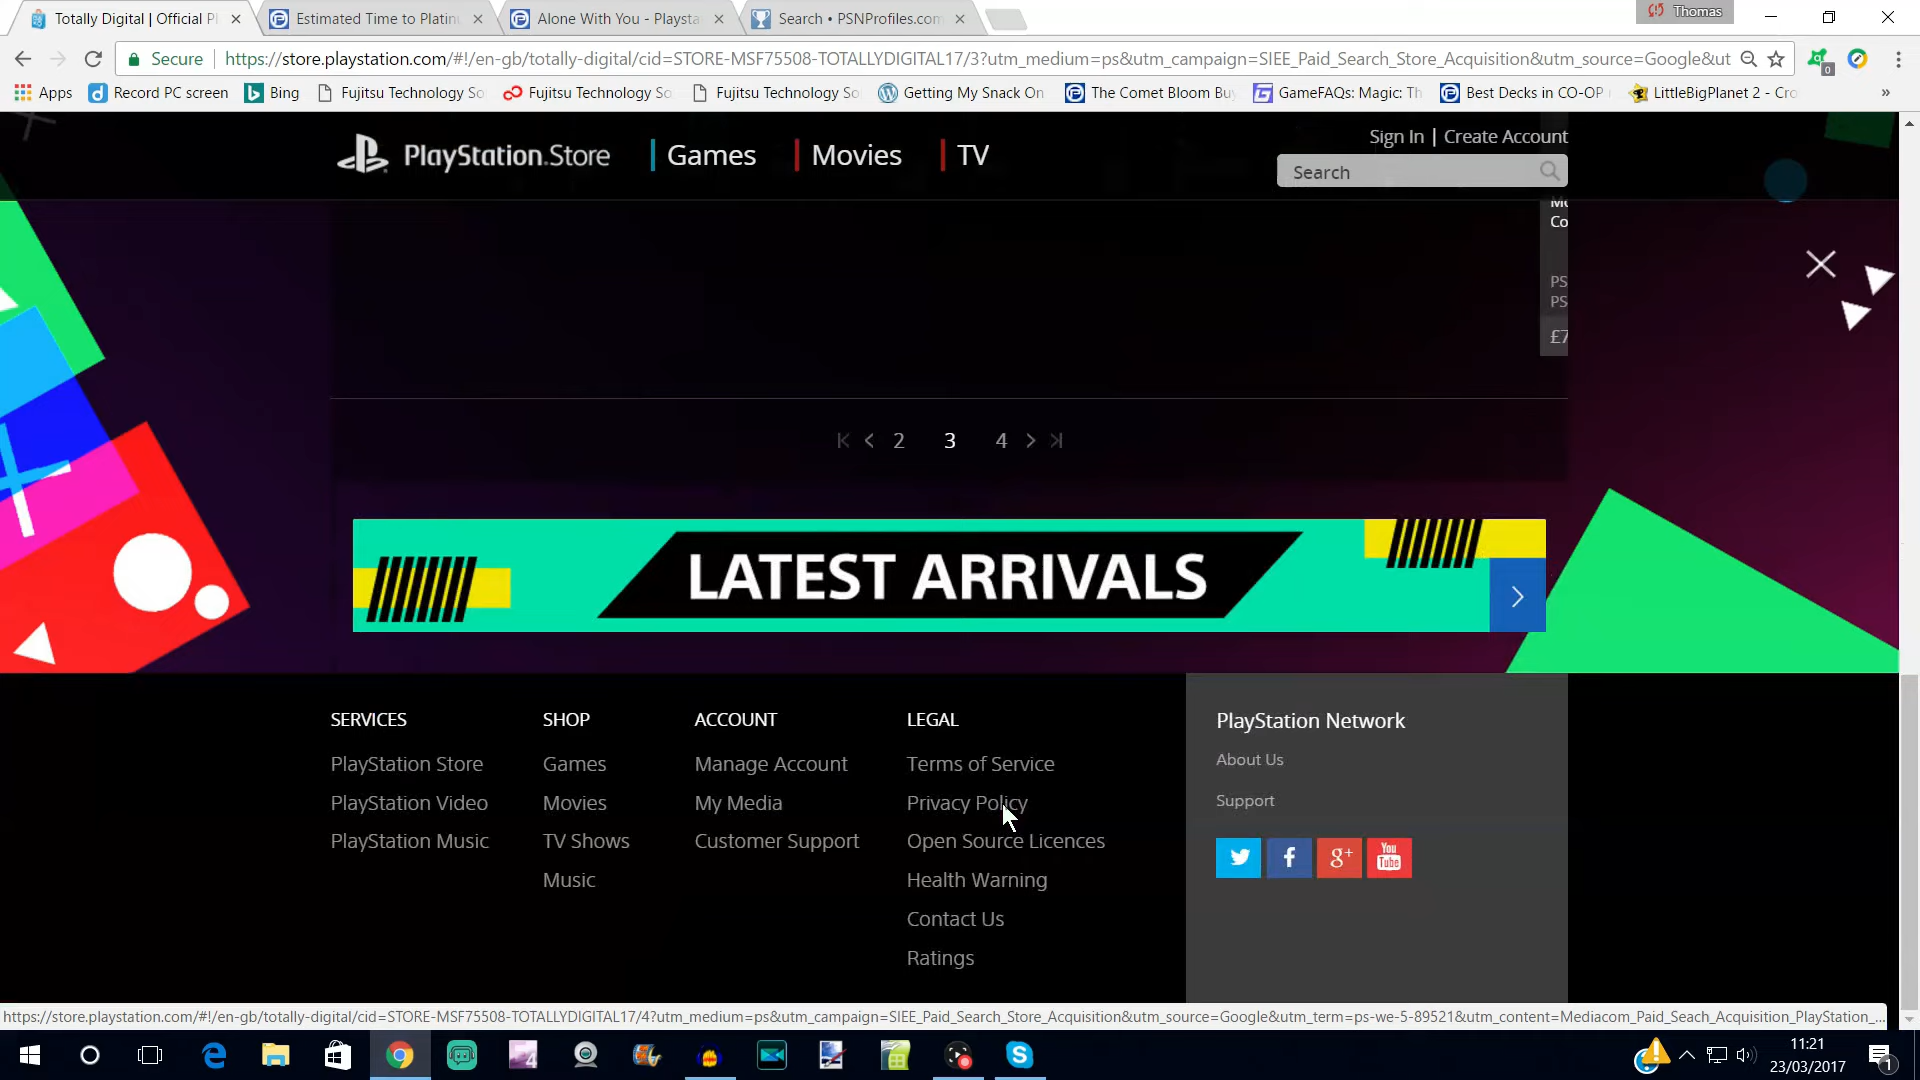 Totally Digital | Official Pl
Estimated Time to Platin
Alone With You - Playsta
Search • PSNProfiles.com
Thomas
Secure
https://store.playstation.com/#!/en-gb/totally-digital/cid=STORE-MSF75508-TOTALLYDIGITAL17/3?utm_medium=ps&utm_campaign=SIEE_Paid_Search_Store_Acquisition&utm_source=Google&ut
Apps
Record PC screen
Bing
Fujitsu Technology So
Fujitsu Technology So
Fujitsu Technology So
Getting My Snack On
The Comet Bloom Bu
GameFAQs: Magic: Th
Best Decks in CO-OP
LittleBigPlanet 2 - Cro
»
0
PlayStation.Store
Games
Movies
TV
Sign In | Create Account
Search
Mo
Co
PS
PS
£7
2 3 4
LATEST ARRIVALS
SERVICES
PlayStation Store
PlayStation Video
PlayStation Music
SHOP
Games
Movies
TV Shows
Music
ACCOUNT
Manage Account
My Media
Customer Support
LEGAL
Terms of Service
Privacy Policy
Open Source Licences
Health Warning
Contact Us
Ratings
PlayStation Network
About Us
Support
g+
You
Tube
https://store.playstation.com/#!/en-gb/totally-digital/cid=STORE-MSF75508-TOTALLYDIGITAL17/4?utm_medium=ps&utm_campaign=SIEE_Paid_Search_Store_Acquisition&utm_source=Google&utm_term=ps-we-5-89521&utm_content=Mediacom_Paid_Seach_Acquisition_PlayStation_...
4
11:21
23/03/2017
1